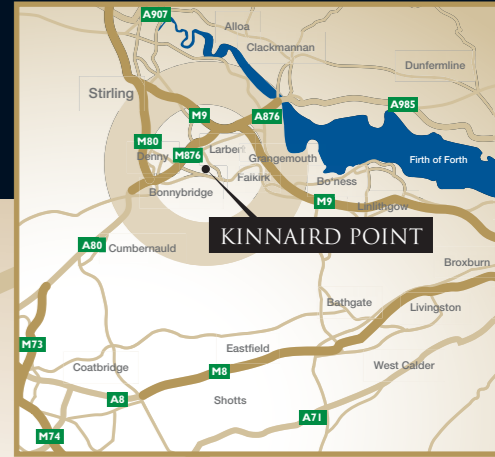 A907
Alloa
Clackmannan
Dunfermline
Stirling
A985
M9
A876
M80
Denny
M876
Larbert
Grangemouth
Firth of Forth
Falkirk
Bo'ness
Bonnybridge
M9
Linlithgow
KINNAIRD POINT
A80
Cumbernauld
Broxburn
Bathgate
Livingston
M73
Eastfield
Coatbridge
M8
West Calder
A8
Shotts
A71
M74